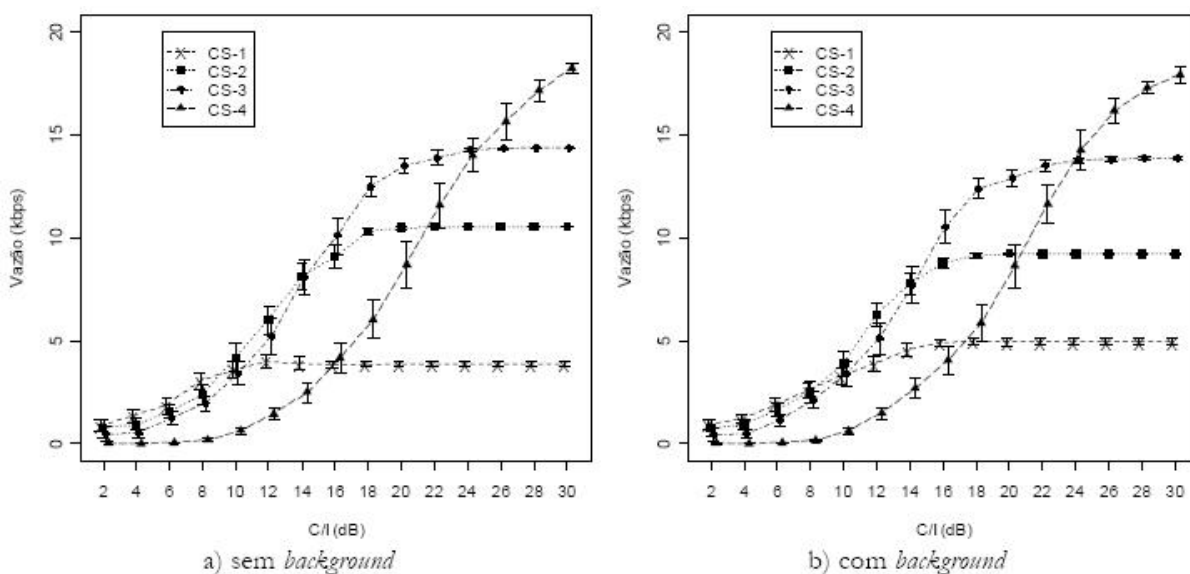 20
15
10
5
0
Vazão (kbps)
CS-1
CS-2
CS-3
CS-4
2 4 6 8 10 12 14 16 18 20 22 24 26 28 30
C/I (dB)
a) sem background
20
15
10
5
0
Vazão (kbps)
CS-1
CS-2
CS-3
CS-4
2 4 6 8 10 12 14 16 18 20 22 24 26 28 30
C/I (dB)
b) com background